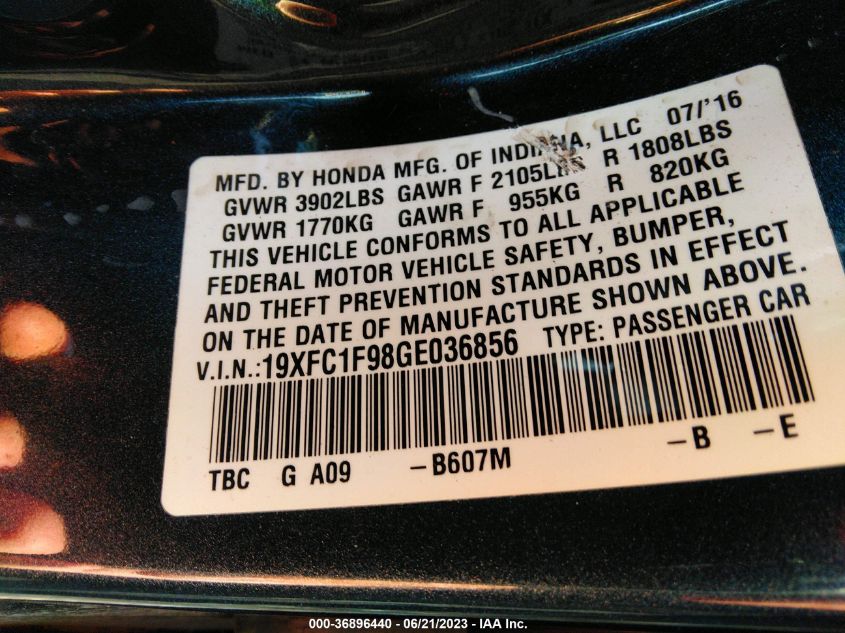 MFD. BY HONDA MFG. OF INDIANA, LLC 07/'16
GVWR 3902LBS GAWR F 2105LBS R 1808LBS
GVWR 1770KG GAWR F 955KG R 820KG
THIS VEHICLE CONFORMS TO ALL APPLICABLE
FEDERAL MOTOR VEHICLE SAFETY, BUMPER,
AND THEFT PREVENTION STANDARDS IN EFFECT
ON THE DATE OF MANUFACTURE SHOWN ABOVE.
V.I.N.:19XFC1F98GE036856 TYPE: PASSENGER CAR
TBC G A09 -B607M -B -E
000-36896440 - 06/21/2023 - IAA Inc.